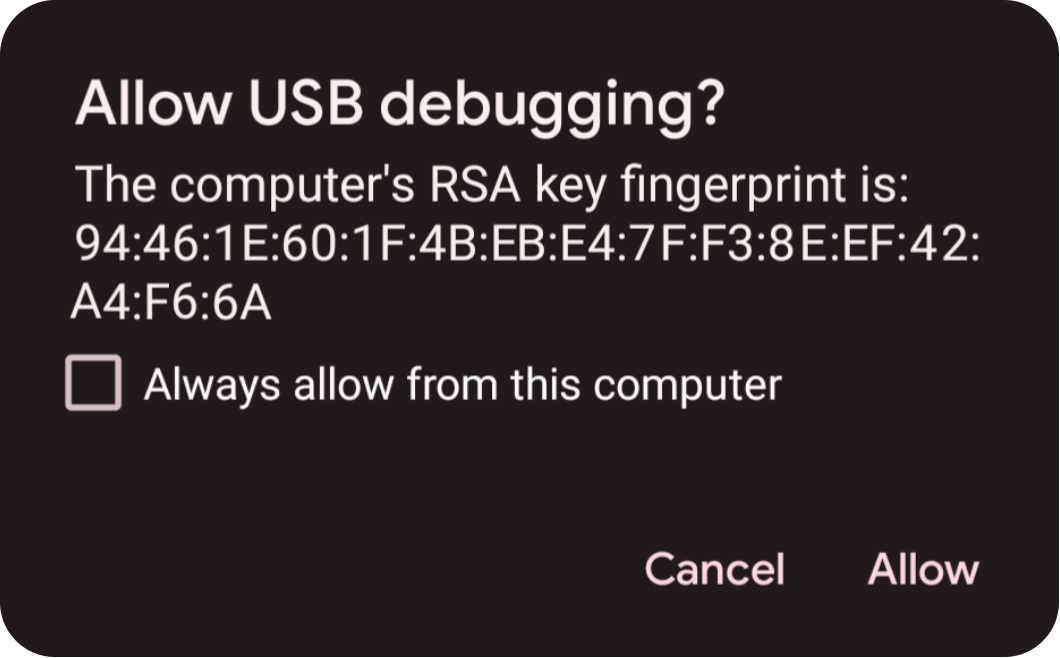 Allow USB debugging?
The computer's RSA key fingerprint is:
94:46:1E:60:1F:4B:EB:E4:7F:F3:8E:EF:42:
A4:F6:6A
Always allow from this computer
Cancel Allow